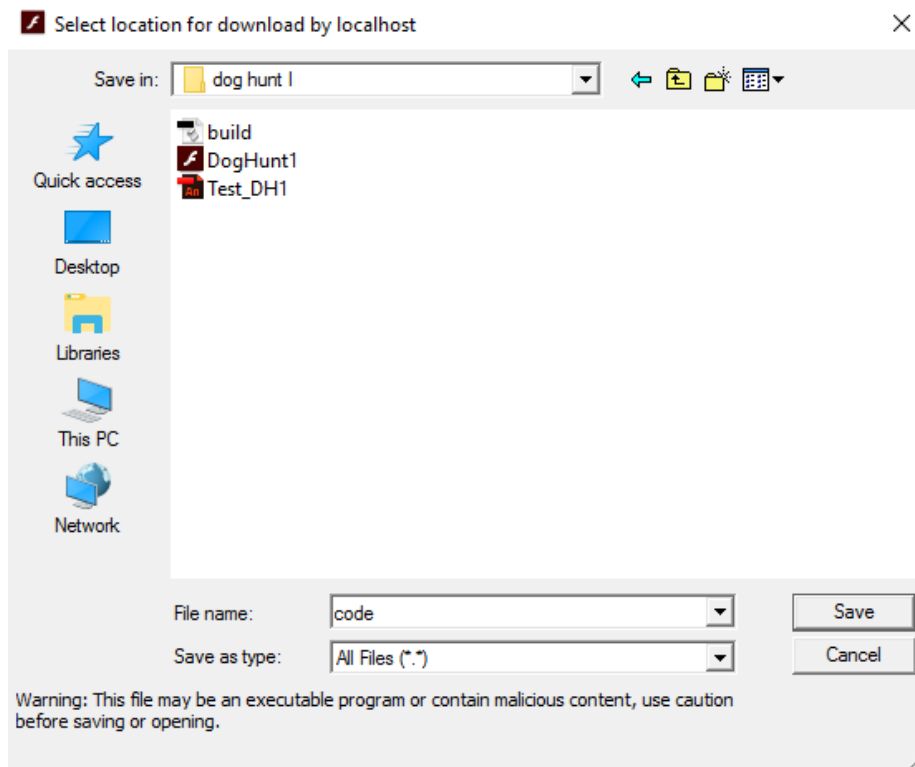 Select location for download by localhost
Save in: dog hunt I
Quick access
Desktop
Libraries
This PC
Network
build
DogHunt1
An Test_DH1
File name: code Save
Save as type: All Files (*.*) Cancel
Warning: This file may be an executable program or contain malicious content, use caution
before saving or opening.